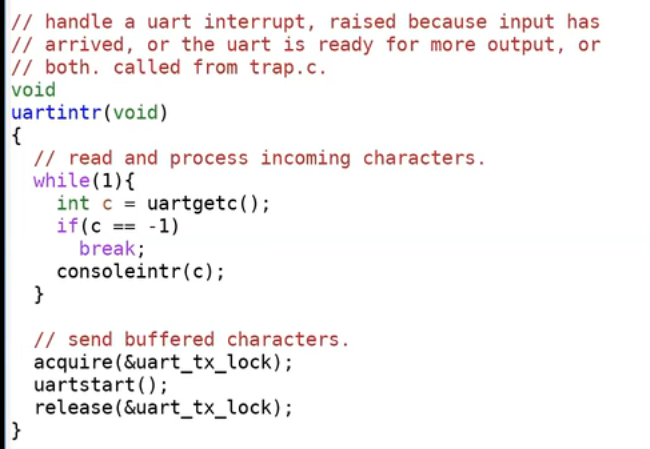 // handle a uart interrupt, raised because input has
// arrived, or the uart is ready for more output, or
// both. called from trap.c.
void
uartintr(void)
{
  // read and process incoming characters.
  while(1){
    int c = uartgetc();
    if(c == -1)
      break;
    consoleintr(c);
  }

  // send buffered characters.
  acquire(&uart_tx_lock);
  uartstart();
  release(&uart_tx_lock);
}